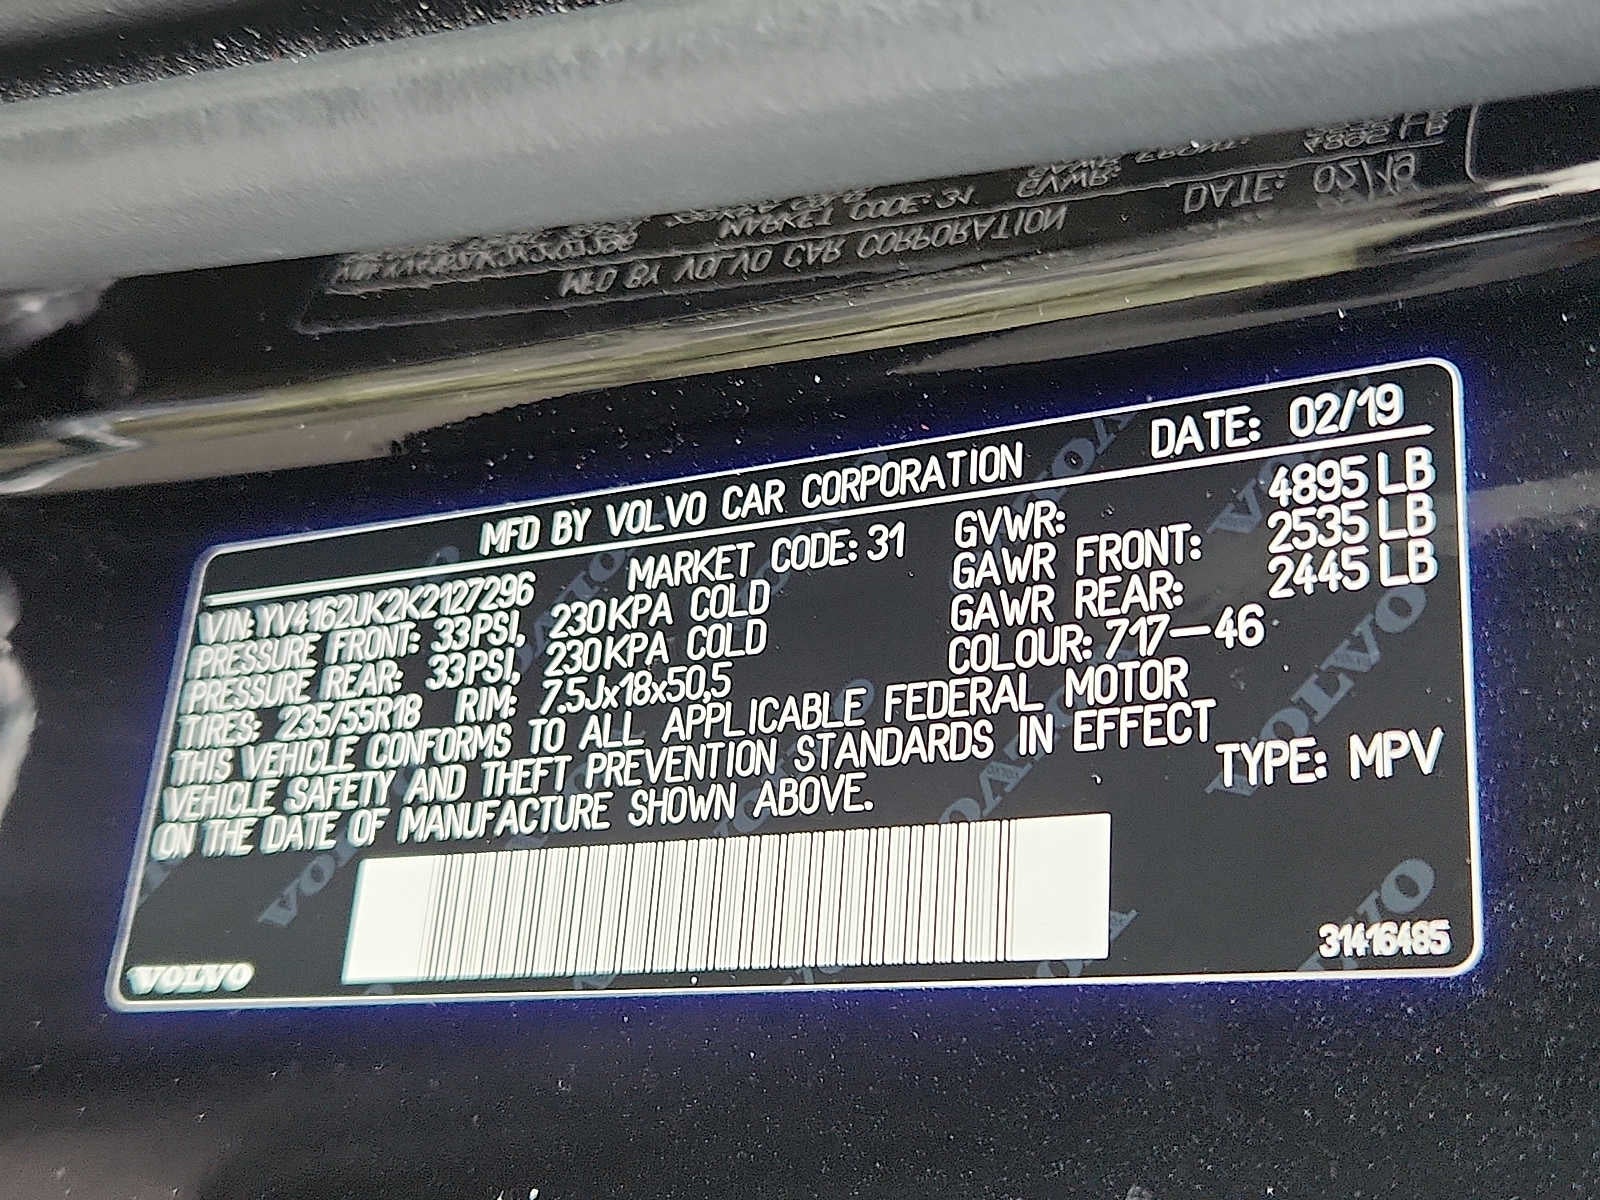 MFD BY VOLVO CAR CORPORATION DATE: 02/19
VIN: YV4162UK2K2127296 MARKET CODE: 31 GVWR: 4895 LB
PRESSURE FRONT: 33PSI, 230KPA COLD GAWR FRONT: 2535 LB
PRESSURE REAR: 33PSI, 230KPA COLD GAWR REAR: 2445 LB
TIRES: 235/55R18 RIM: 7.5Jx18x50,5 COLOUR: 717-46
THIS VEHICLE CONFORMS TO ALL APPLICABLE FEDERAL MOTOR
VEHICLE SAFETY AND THEFT PREVENTION STANDARDS IN EFFECT
ON THE DATE OF MANUFACTURE SHOWN ABOVE. TYPE: MPV
VOLVO 31416485